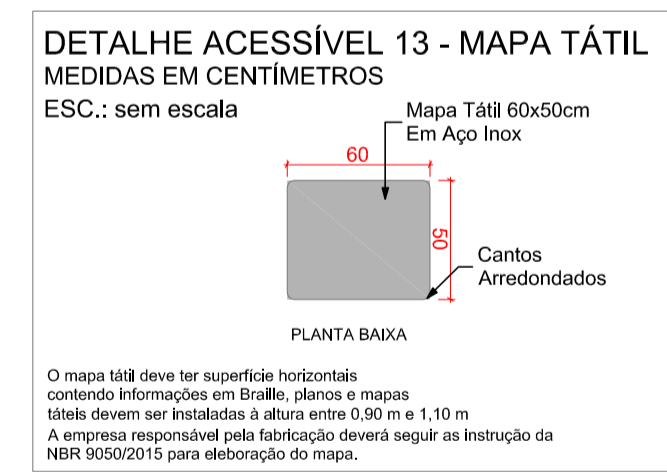 DETALHE ACESSÍVEL 13 - MAPA TÁTIL
MEDIDAS EM CENTÍMETROS
ESC.: sem escala
Mapa Tátil 60x50cm
Em Aço Inox
60
50
Cantos
Arredondados
PLANTA BAIXA
O mapa tátil deve ter superfície horizontais
contendo informações em Braille, planos e mapas
táteis devem ser instaladas à altura entre 0,90 m e 1,10 m
A empresa responsável pela fabricação deverá seguir as instrução da
NBR 9050/2015 para eleboração do mapa.